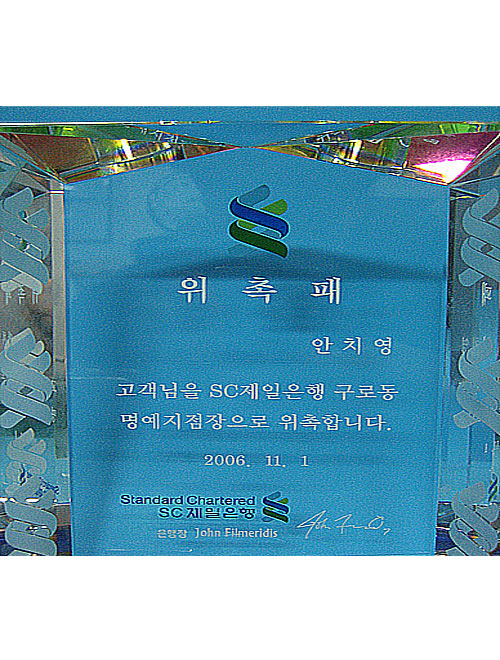 위 촉 패
안 치 영
고객님을 SC제일은행 구로동
명예지점장으로 위촉합니다.
2006. 11. 1
Standard Chartered
SC제일은행
은행장 John Filmeridis